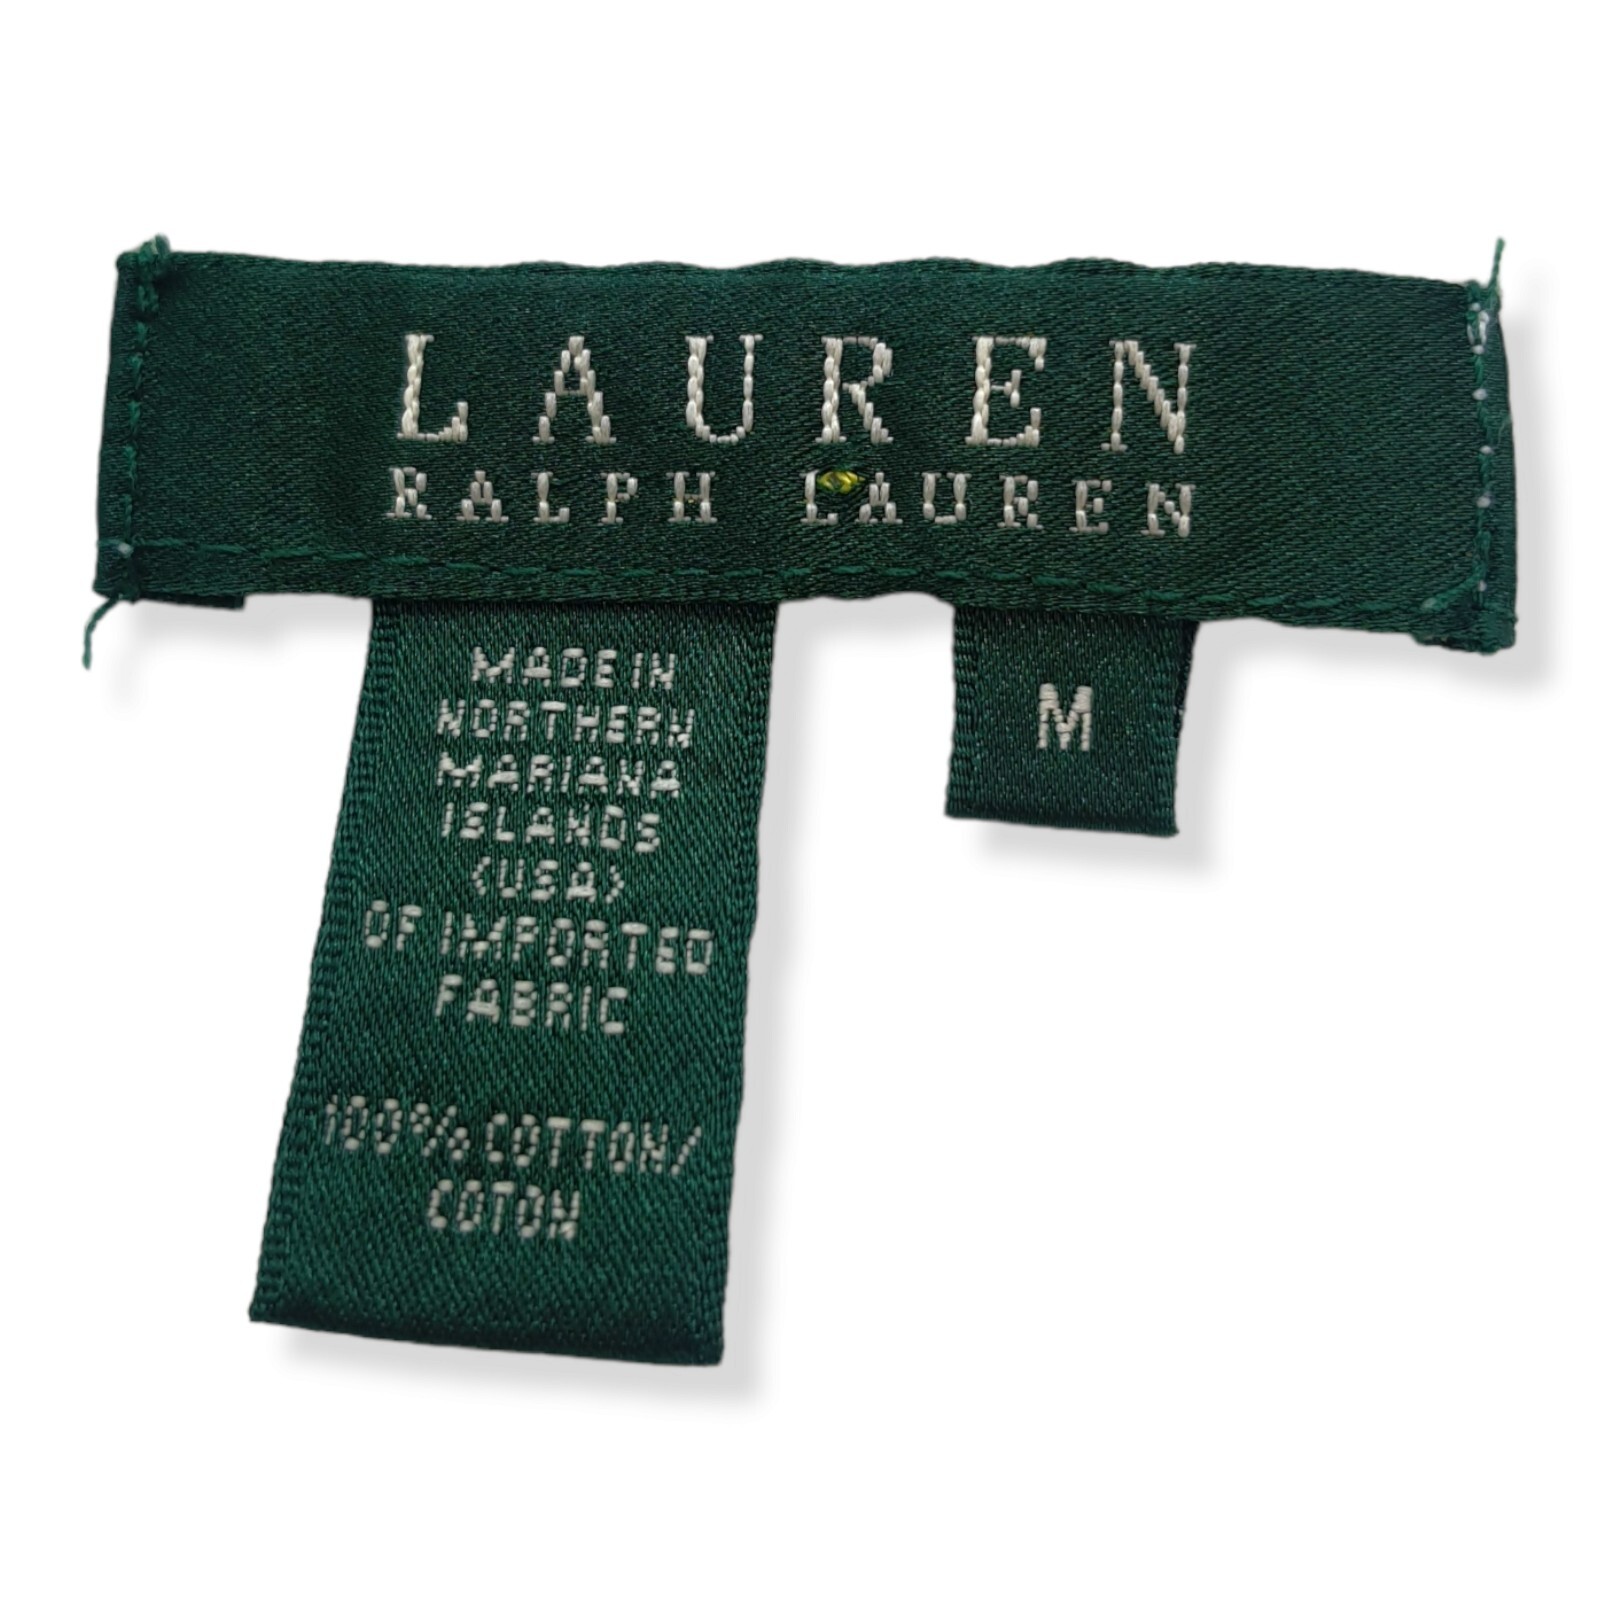 LAUREN
RALPH LAUREN
MADE IN
NORTHERN
MARIANA
ISLANDS
(USA)
OF IMPORTED
FABRIC
100% COTTON/
COTON
M